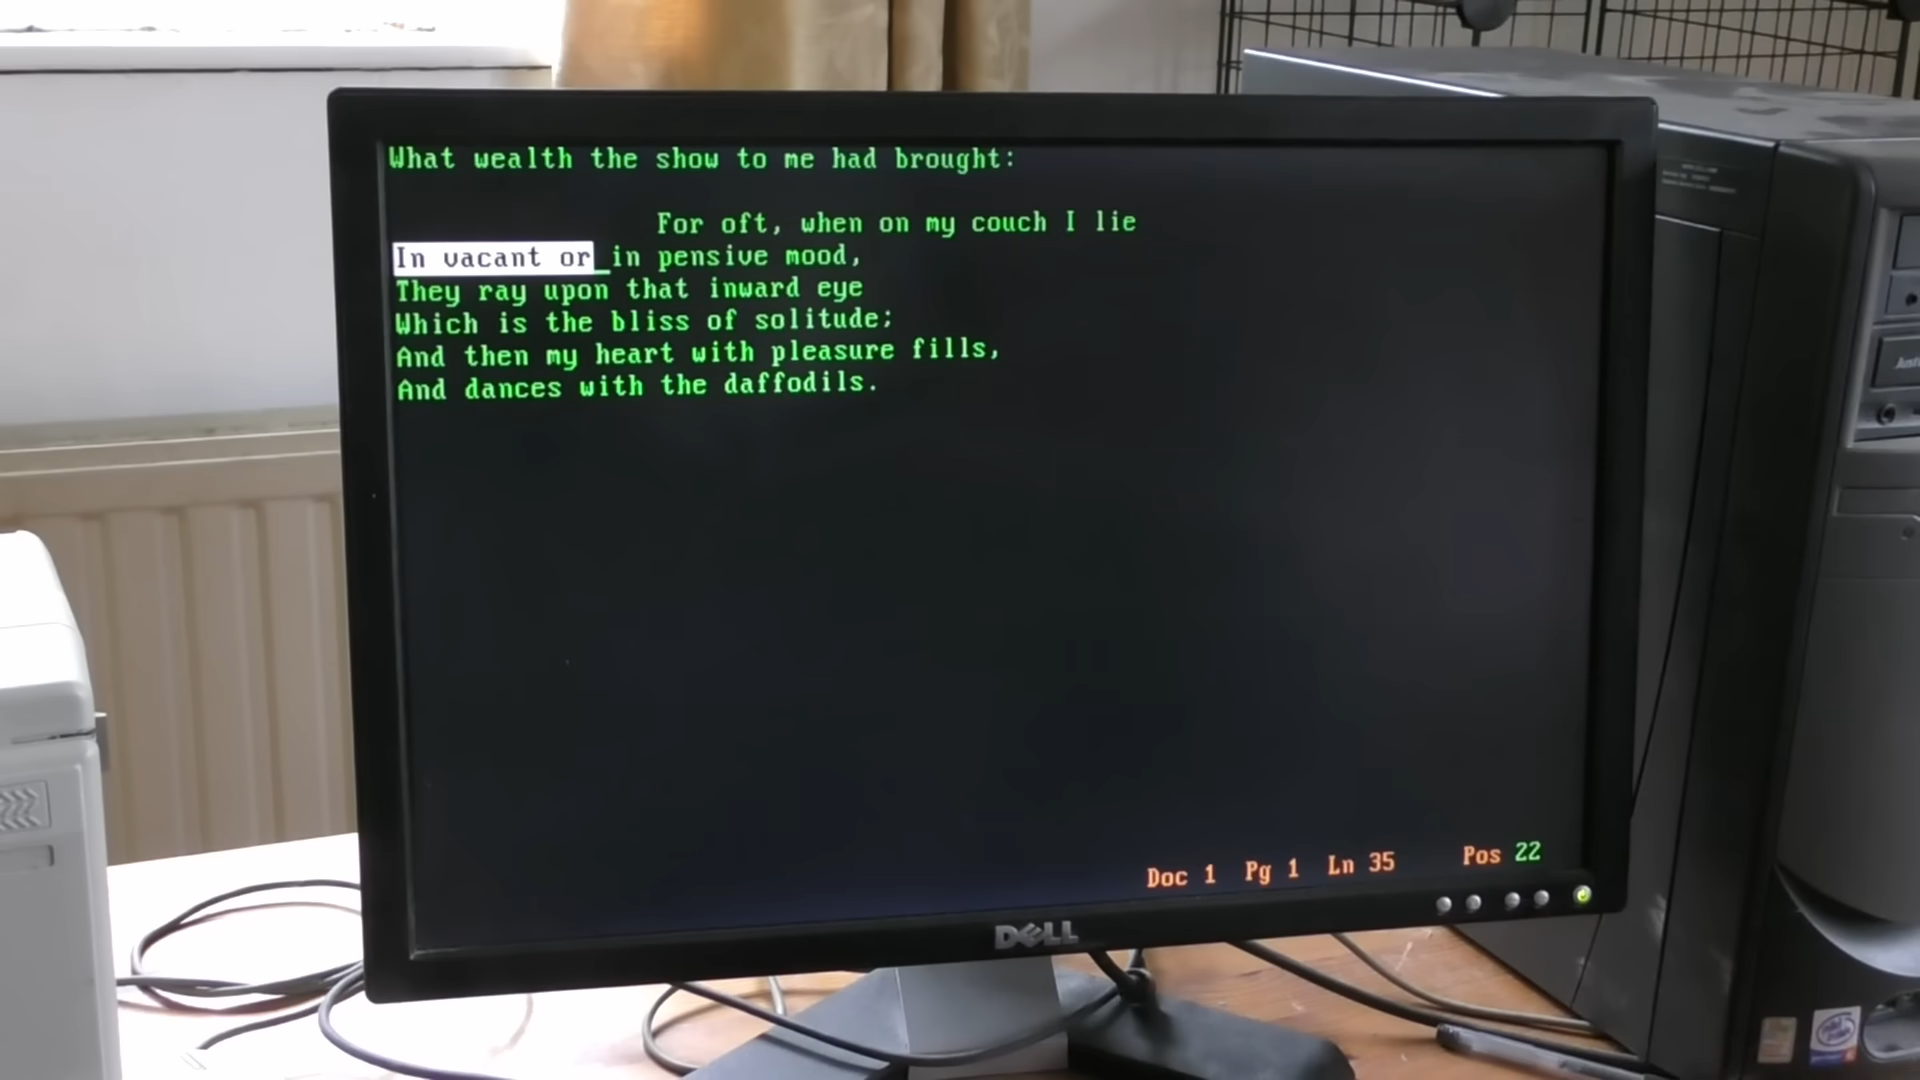 What wealth the show to me had brought:
For oft, when on my couch I lie
In vacant or in pensive mood,
They ray upon that inward eye
Which is the bliss of solitude;
And then my heart with pleasure fills,
And dances with the daffodils.
Doc 1 Pg 1 Ln 35 Pos 22
DELL